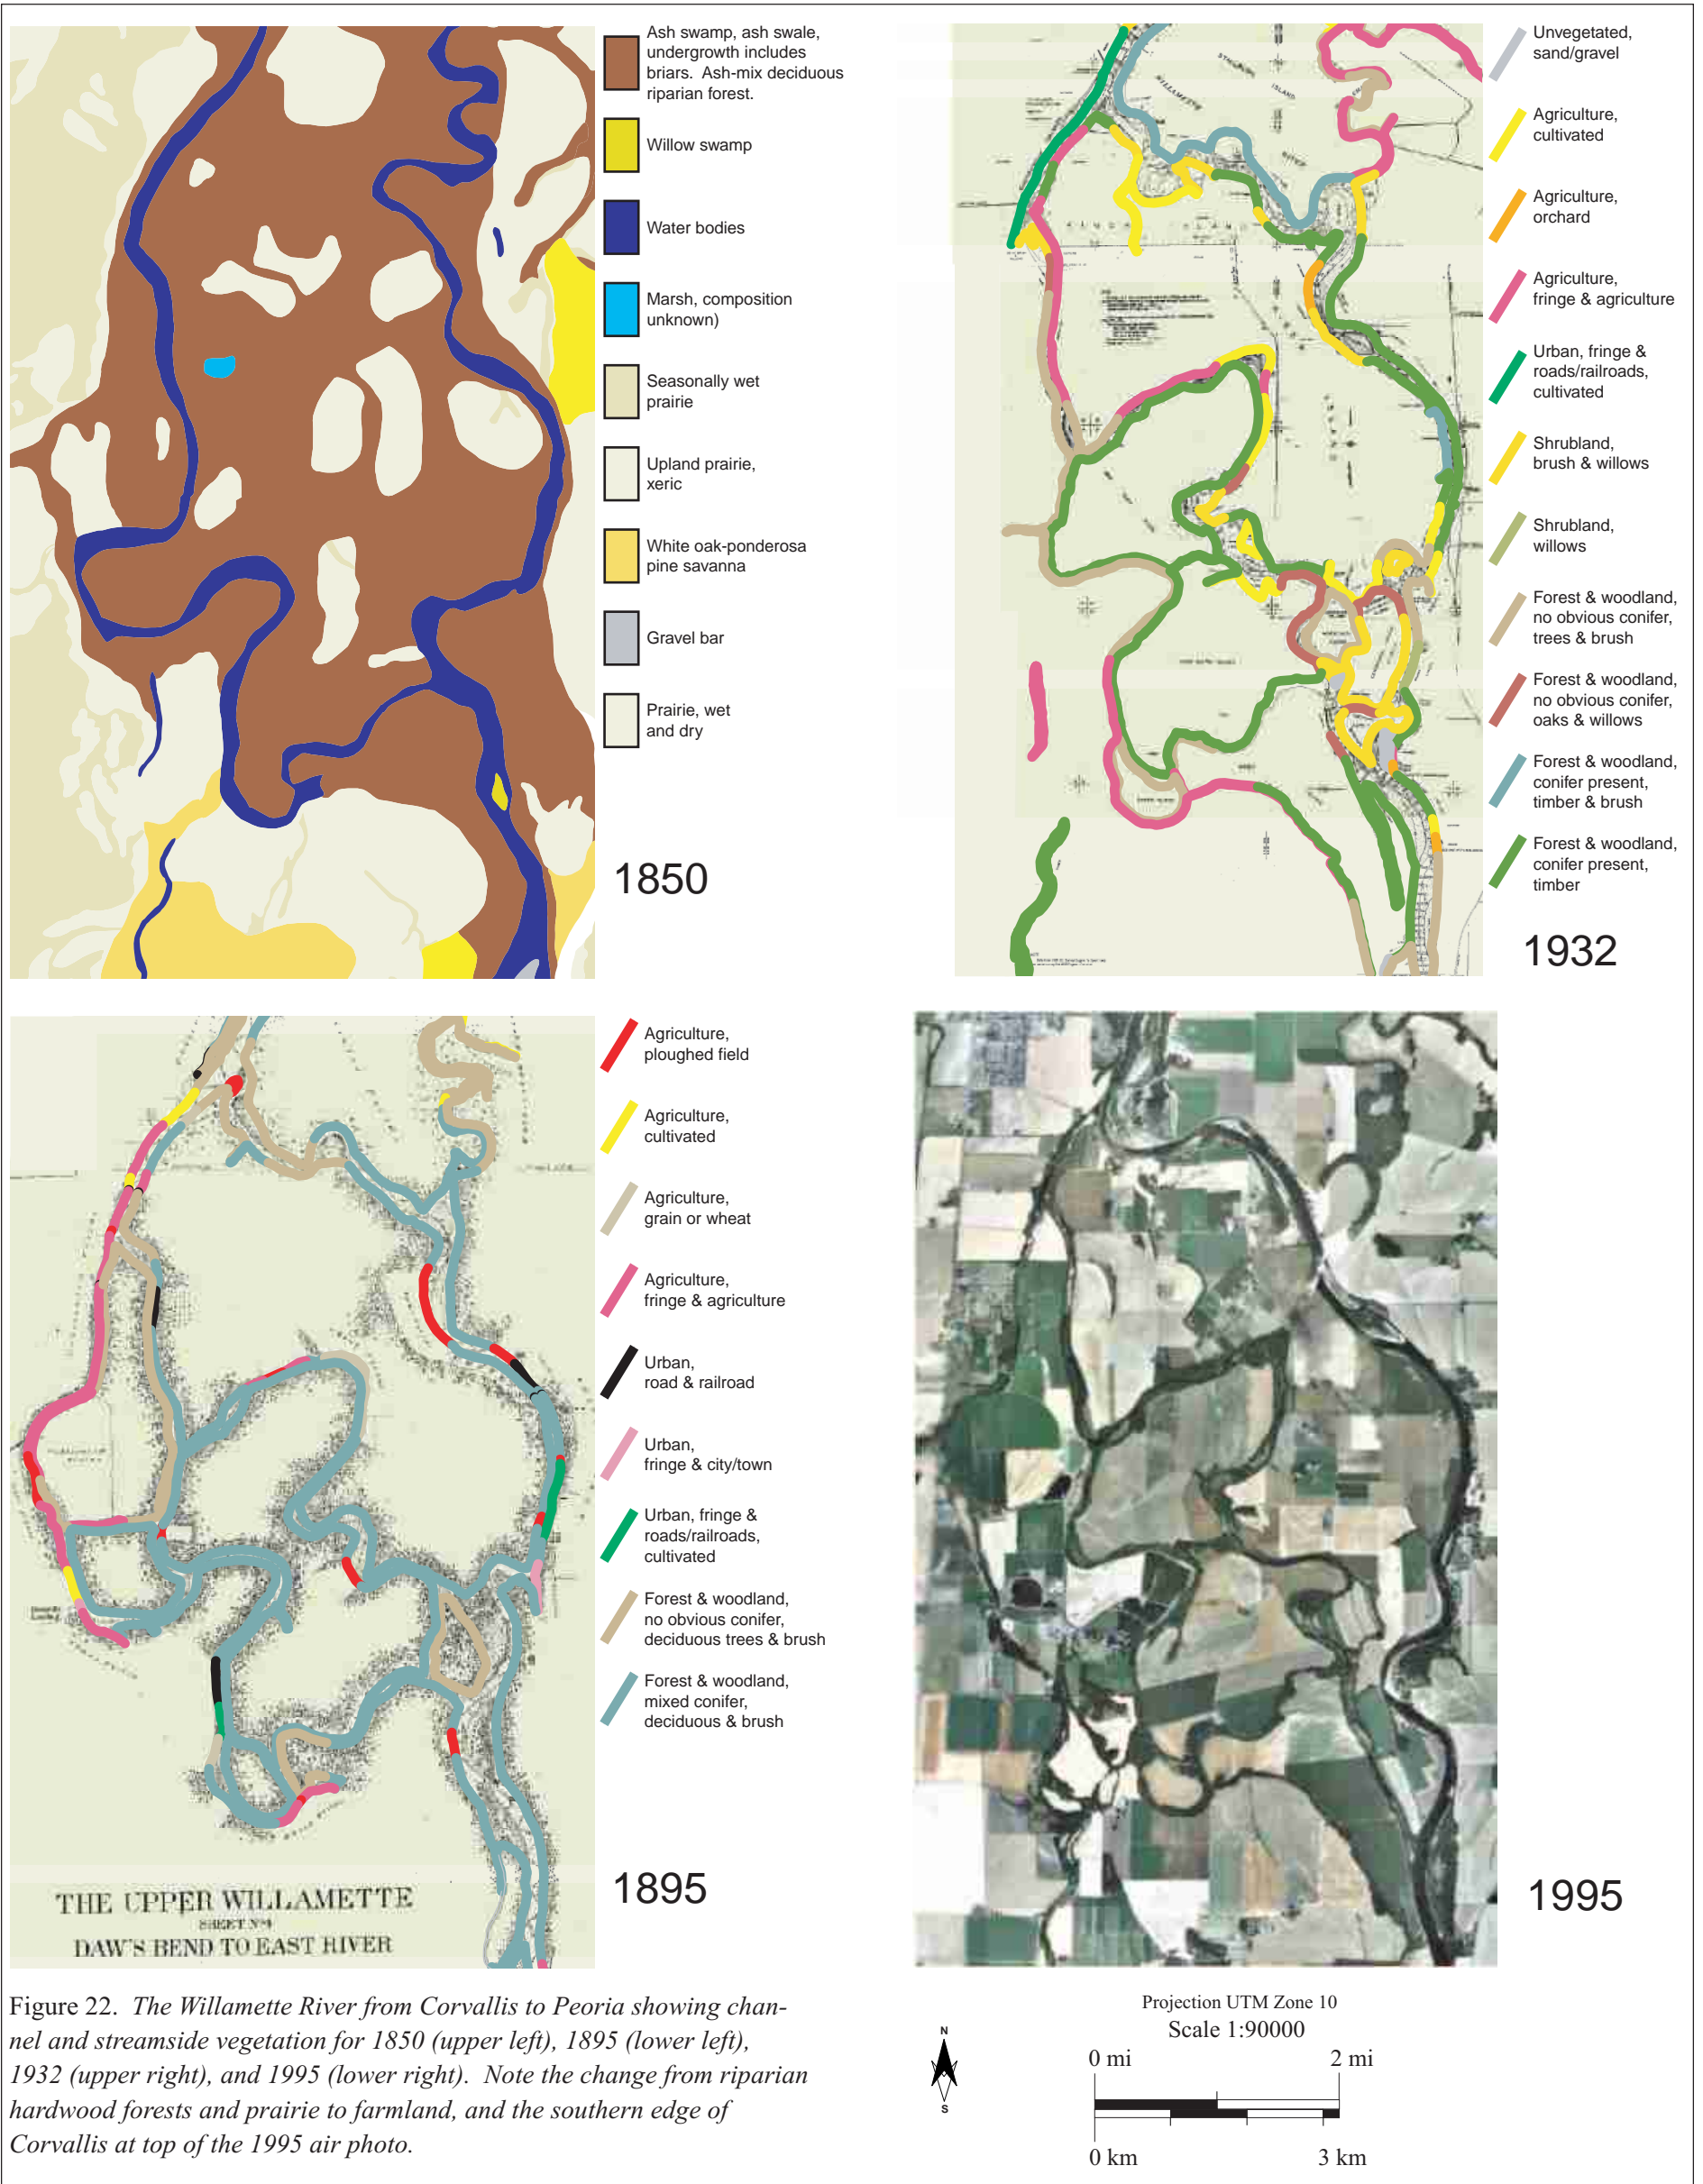 Ash swamp, ash swale,
undergrowth includes
briars. Ash-mix deciduous
riparian forest.
Willow swamp
Water bodies
Marsh, composition
unknown)
Seasonally wet
prairie
Upland prairie,
xeric
White oak-ponderosa
pine savanna
Gravel bar
Prairie, wet
and dry
1850
WILLAMETTE
ISLAND
RIVER
Unvegetated,
sand/gravel
Agriculture,
cultivated
Agriculture,
orchard
Agriculture,
fringe & agriculture
Urban, fringe &
roads/railroads,
cultivated
Shrubland,
brush & willows
Shrubland,
willows
Forest & woodland,
no obvious conifer,
trees & brush
Forest & woodland,
no obvious conifer,
oaks & willows
Forest & woodland,
conifer present,
timber & brush
Forest & woodland,
conifer present,
timber
1932
Agriculture,
ploughed field
Agriculture,
cultivated
Agriculture,
grain or wheat
Agriculture,
fringe & agriculture
Urban,
road & railroad
Urban,
fringe & city/town
Urban, fringe &
roads/railroads,
cultivated
Forest & woodland,
no obvious conifer,
deciduous trees & brush
Forest & woodland,
mixed conifer,
deciduous & brush
1895
THE UPPER WILLAMETTE
SHEET Nº4
DAW'S BEND TO EAST RIVER
1995
Figure 22. The Willamette River from Corvallis to Peoria showing chan-
nel and streamside vegetation for 1850 (upper left), 1895 (lower left),
1932 (upper right), and 1995 (lower right). Note the change from riparian
hardwood forests and prairie to farmland, and the southern edge of
Corvallis at top of the 1995 air photo.
N
S
Projection UTM Zone 10
Scale 1:90000
0 mi 2 mi
0 km 3 km